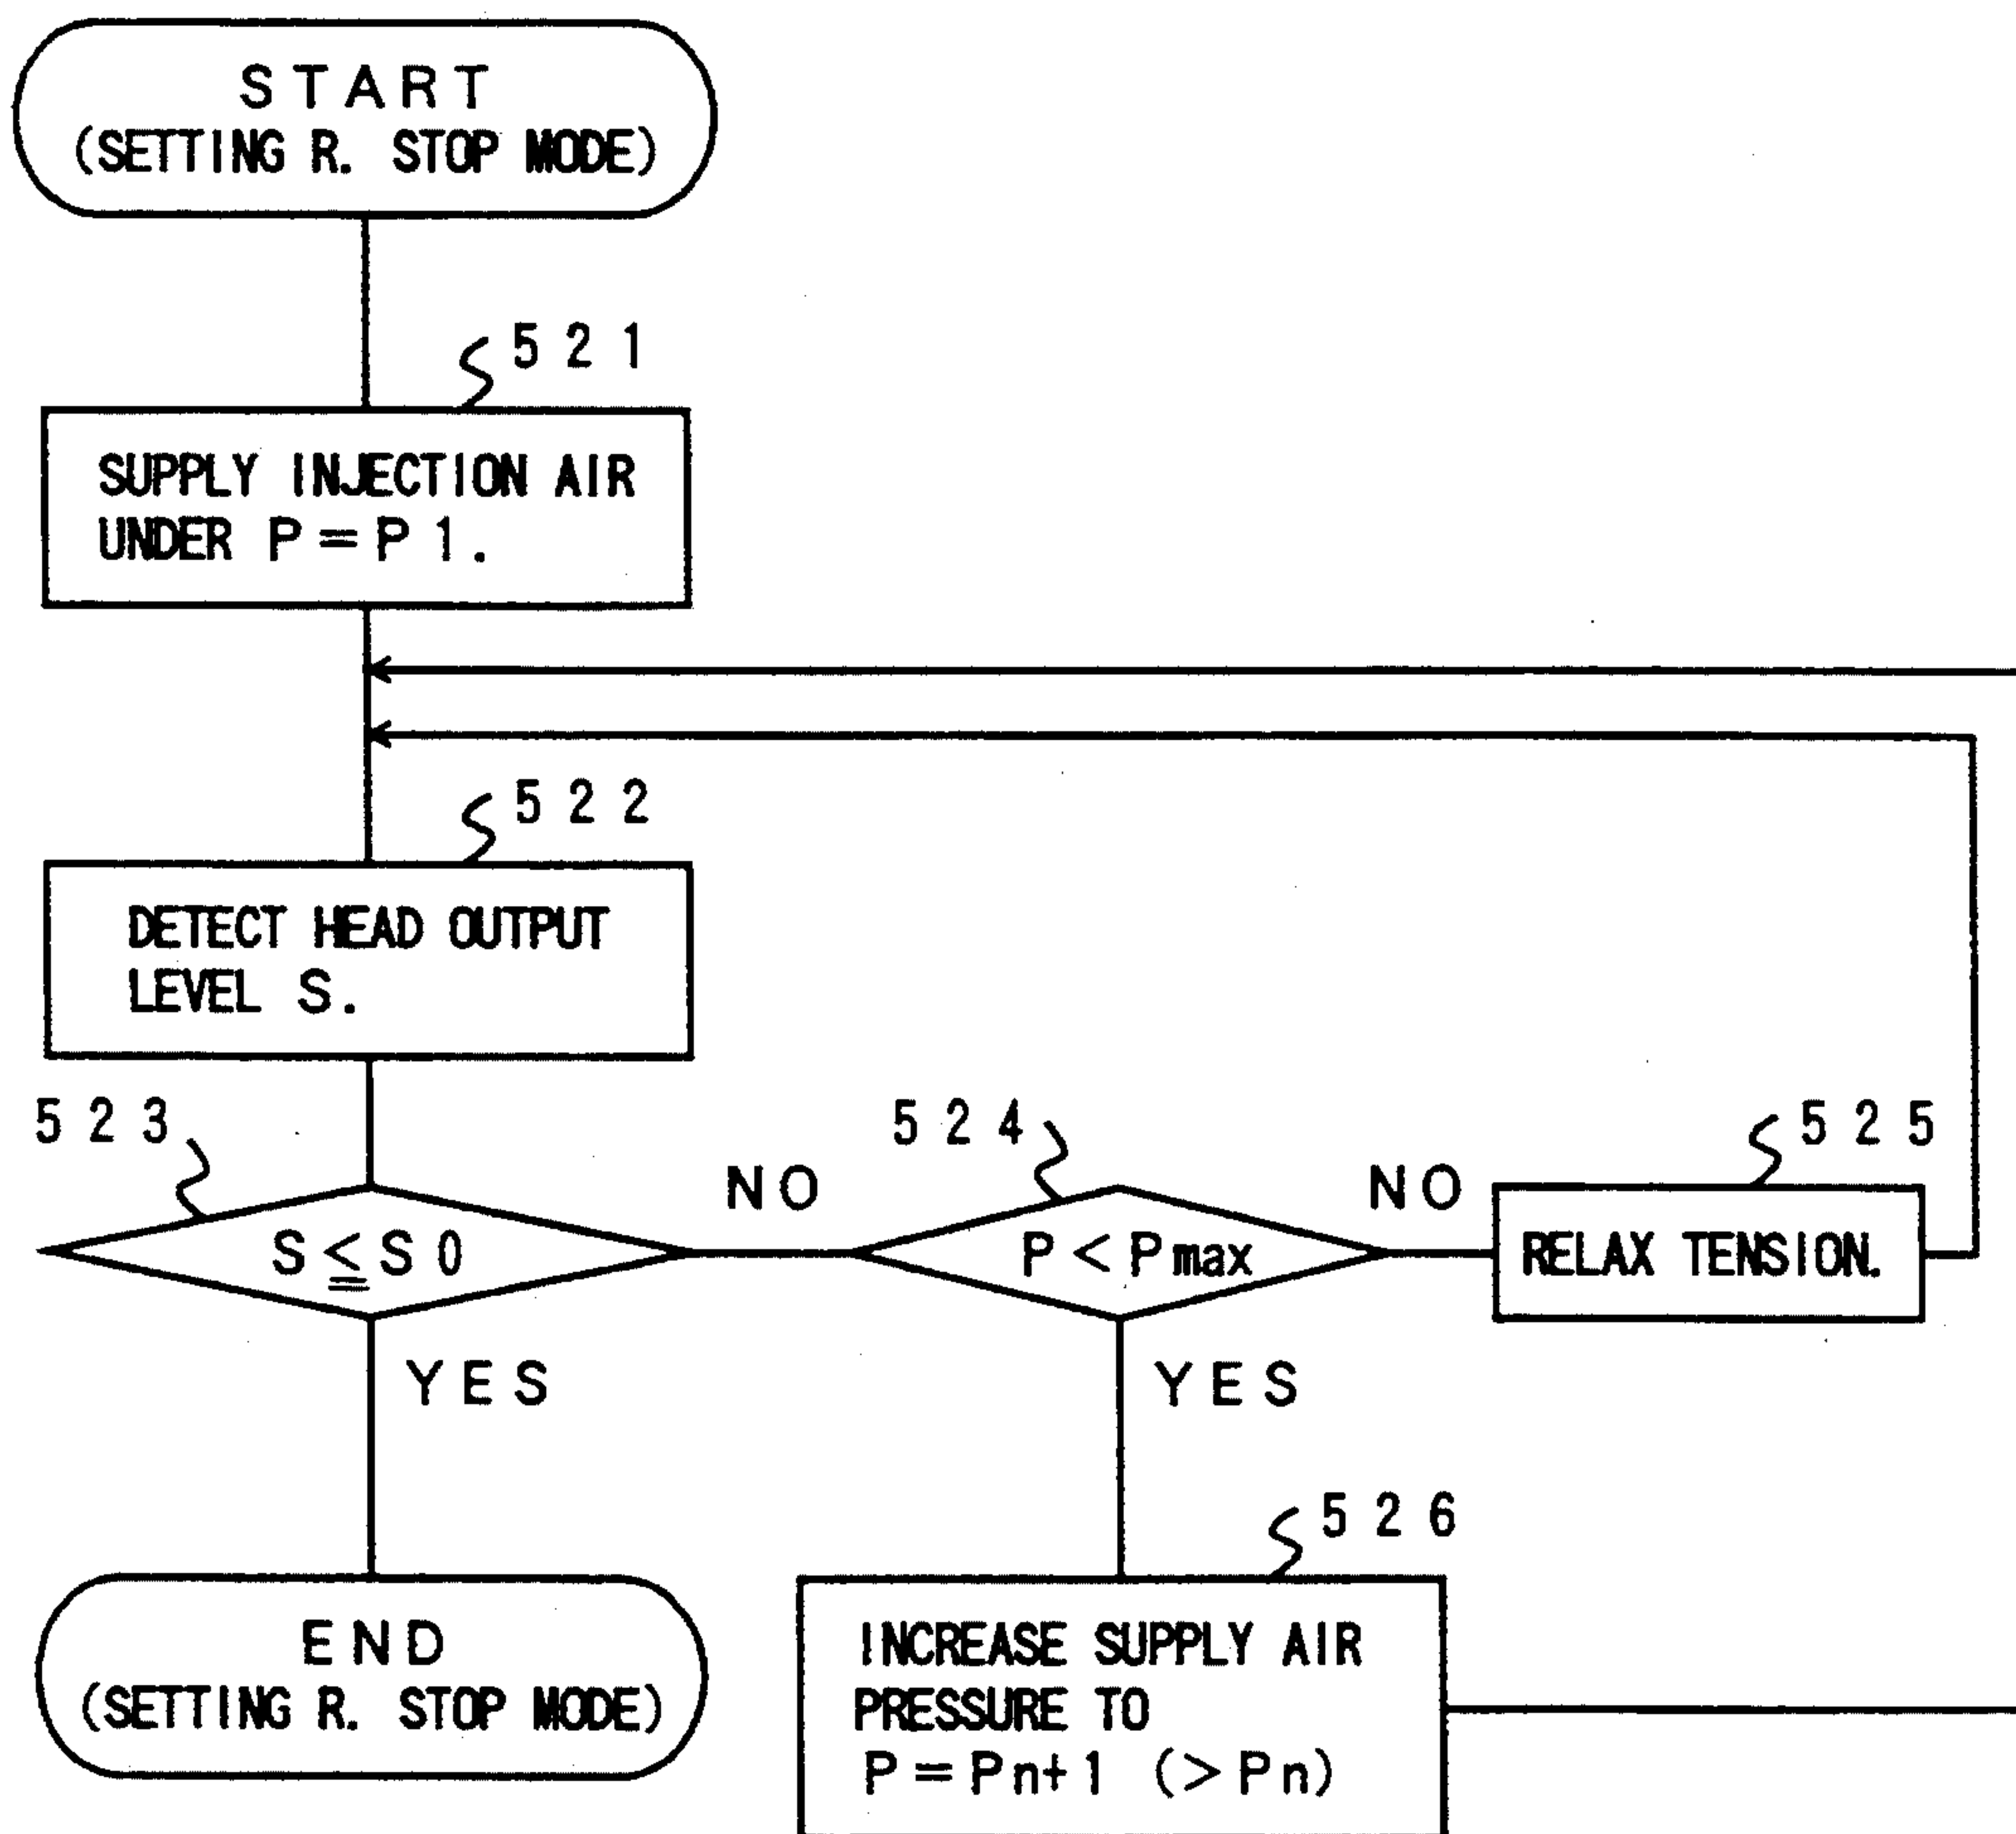 START
(SETTING R. STOP MODE)
521
SUPPLY INJECTION AIR
UNDER P=P1.
522
DETECT HEAD OUTPUT
LEVEL S.
523
S≦S0
NO
524
P<Pmax
NO
525
RELAX TENSION.
YES
YES
526
END
(SETTING R. STOP MODE)
INCREASE SUPPLY AIR
PRESSURE TO
P=Pn+1 (>Pn)